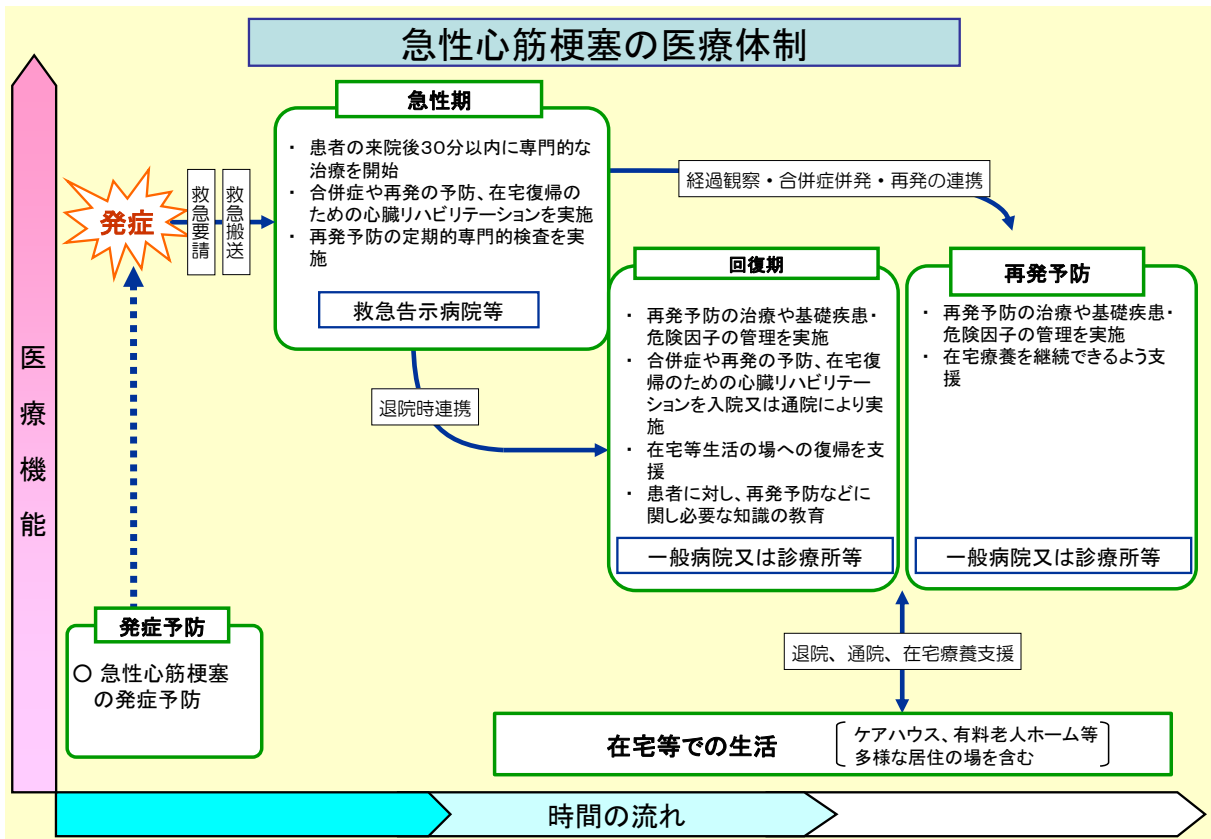 急性心筋梗塞の医療体制
医療機能
急性期
・ 患者の来院後30分以内に専門的な
治療を開始
・ 合併症や再発の予防、在宅復帰の
ための心臓リハビリテーションを実施
・ 再発予防の定期的専門的検査を実
施
救急告示病院等
発症
救急要請
救急搬送
経過観察・合併症併発・再発の連携
退院時連携
回復期
・ 再発予防の治療や基礎疾患・
危険因子の管理を実施
・ 合併症や再発の予防、在宅復
帰のための心臓リハビリテー
ションを入院又は通院により実
施
・ 在宅等生活の場への復帰を支
援
・ 患者に対し、再発予防などに
関し必要な知識の教育
一般病院又は診療所等
再発予防
・ 再発予防の治療や基礎疾患・
危険因子の管理を実施
・ 在宅療養を継続できるよう支
援
一般病院又は診療所等
発症予防
○ 急性心筋梗塞
の発症予防
退院、通院、在宅療養支援
在宅等での生活
ケアハウス、有料老人ホーム等
多様な居住の場を含む
時間の流れ